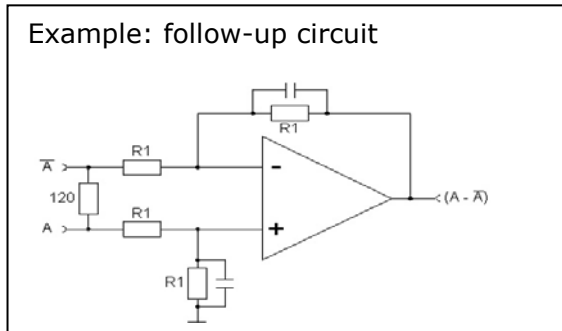 Example: follow-up circuit
R1
A̅
R1
-
(A - A̅)
120
A
R1
+
R1